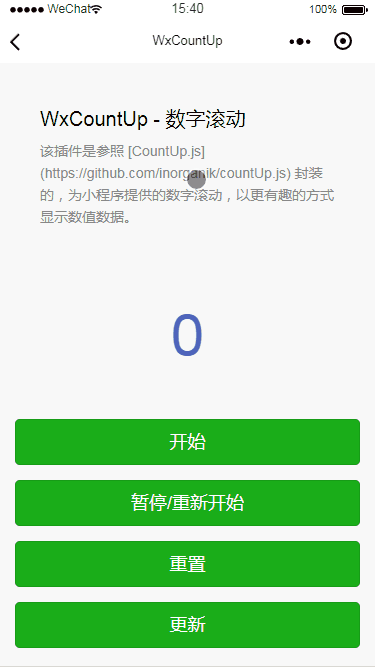 WeChat 15:40 100%
WxCountUp
WxCountUp - 数字滚动
该插件是参照 [CountUp.js]
(https://github.com/inorganik/countUp.js) 封装
的，为小程序提供的数字滚动，以更有趣的方式
显示数值数据。
0
开始
暂停/重新开始
重置
更新